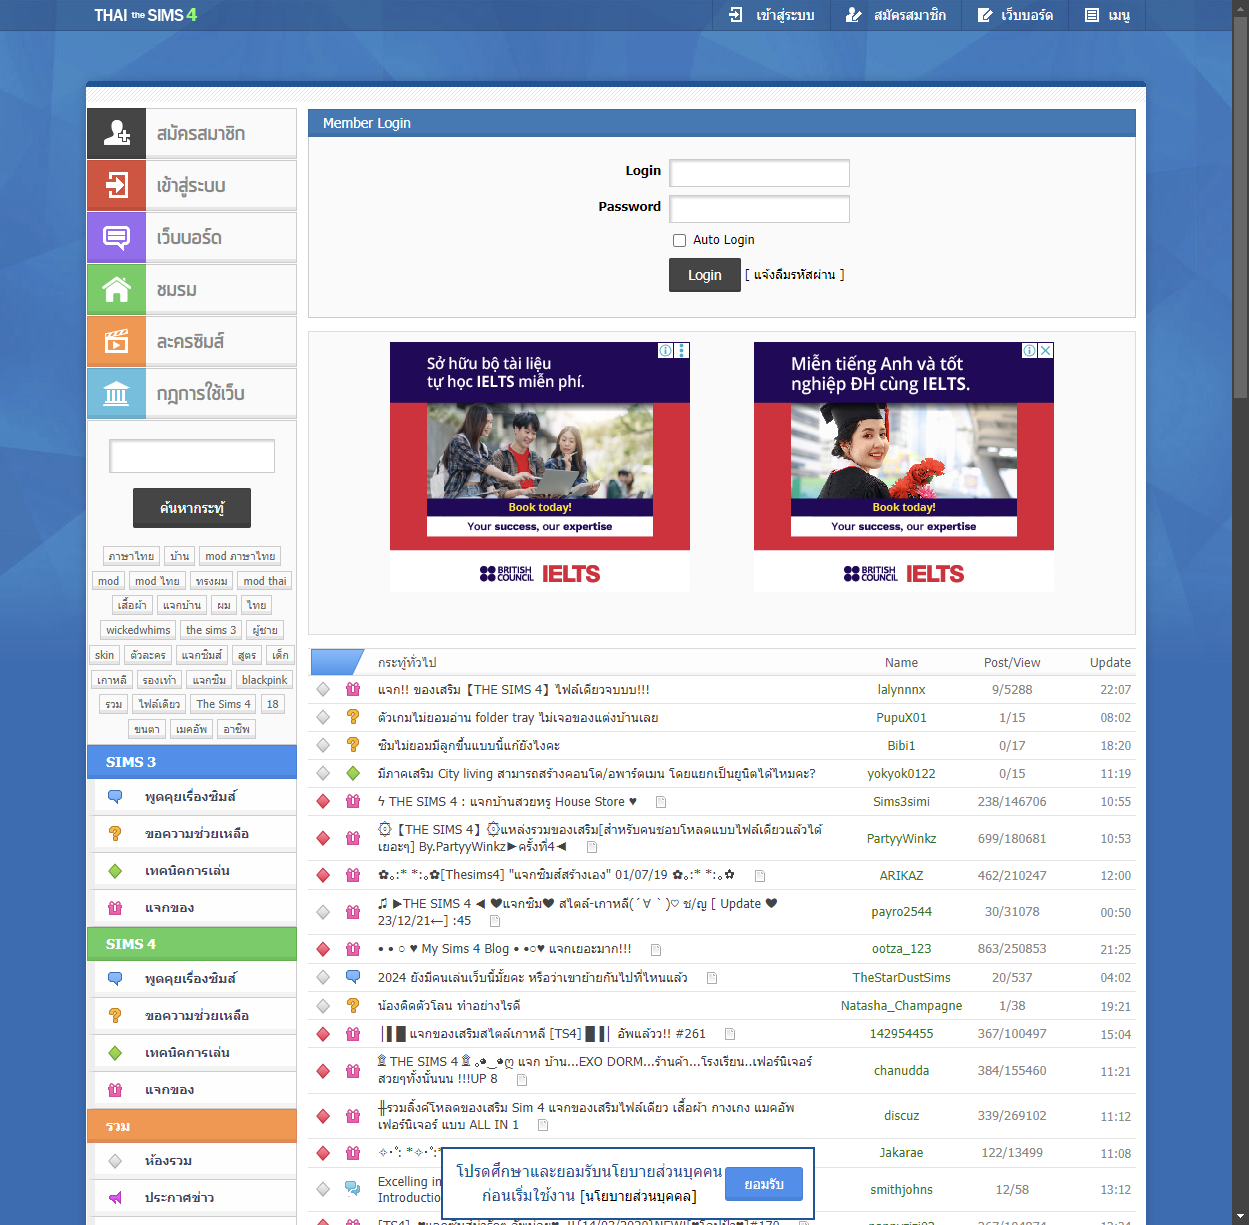 THAI the SIMS 4
เข้าสู่ระบบ
สมัครสมาชิก
เว็บบอร์ด
เมนู
สมัครสมาชิก
เข้าสู่ระบบ
เว็บบอร์ด
ชมรม
ละครซิมส์
กฎการใช้เว็บ
ค้นหากระทู้
ภาษาไทย บ้าน mod ภาษาไทย
mod mod ไทย ทรงผม mod thai
เสื้อผ้า แจกบ้าน ผม ไทย
wickedwhims the sims 3 ผู้ชาย
skin ตัวละคร แจกซิมส์ สูตร เด็ก
เกาหลี รองเท้า แจกซิม blackpink
รวม ไฟล์เดียว The Sims 4 18
ขนตา เมคอัพ อาชีพ
SIMS 3
พูดคุยเรื่องซิมส์
ขอความช่วยเหลือ
เทคนิคการเล่น
แจกของ
SIMS 4
พูดคุยเรื่องซิมส์
ขอความช่วยเหลือ
เทคนิคการเล่น
แจกของ
รวม
ห้องรวม
ประกาศข่าว
Member Login
Login
Password
Auto Login
Login [ แจ้งลืมรหัสผ่าน ]
Sở hữu bộ tài liệu
tự học IELTS miễn phí.
Book today!
Your success, our expertise
BRITISH COUNCIL IELTS
Miễn tiếng Anh và tốt
nghiệp ĐH cùng IELTS.
Book today!
Your success, our expertise
BRITISH COUNCIL IELTS
กระทู้ทั่วไป Name Post/View Update
แจก!! ของเสริม【THE SIMS 4】ไฟล์เดียวจบบบ!!! lalynnnx 9/5288 22:07
ตัวเกมไม่ยอมอ่าน folder tray ไม่เจอของแต่งบ้านเลย PupuX01 1/15 08:02
ซิมไม่ยอมมีลูกขึ้นแบบนี้แก้ยังไงคะ Bibi1 0/17 18:20
มีภาคเสริม City living สามารถสร้างคอนโด/อพาร์ตเมน โดยแยกเป็นยูนิตได้ไหมคะ? yokyok0122 0/15 11:19
ϟ THE SIMS 4 : แจกบ้านสวยหรู House Store ♥ Sims3simi 238/146706 10:55
۞【THE SIMS 4】۞แหล่งรวมของเสริม[สำหรับคนชอบโหลดแบบไฟล์เดียวแล้วได้
เยอะๆ] By.PartyyWinkz►ครั้งที่4◄ PartyyWinkz 699/180681 10:53
✿｡:* *:｡✿[Thesims4] "แจกซิมส์สร้างเอง" 01/07/19 ✿｡:* *:｡✿ ARIKAZ 462/210247 12:00
♫ ►THE SIMS 4 ◄ ♥แจกซิม♥ สไตล์-เกาหลี(´∀｀)♡ ช/ญ [ Update ♥
23/12/21←] :45 payro2544 30/31078 00:50
• • ○ ♥ My Sims 4 Blog • •○♥ แจกเยอะมาก!!! ootza_123 863/250853 21:25
2024 ยังมีคนเล่นเว็บนี้มั้ยคะ หรือว่าเขาย้ายกันไปที่ไหนแล้ว TheStarDustSims 20/537 04:02
น้องติดตัวโลน ทำอย่างไรดี Natasha_Champagne 1/38 19:21
│▌█ แจกของเสริมสไตล์เกาหลี [TS4] █▐│ อัพแล้วว!! #261 142954455 367/100497 15:04
THE SIMS 4 แจก บ้าน...EXO DORM...ร้านค้า...โรงเรียน..เฟอร์นิเจอร์
สวยๆทั้งนั้นนน !!!UP 8 chanudda 384/155460 11:21
╫รวมลิ้งค์โหลดของเสริม Sim 4 แจกของเสริมไฟล์เดียว เสื้อผ้า กางเกง แมคอัพ
เฟอร์นิเจอร์ แบบ ALL IN 1 discuz 339/269102 11:12
✧･ﾟ: *✧･ﾟ:* Jakarae 122/13499 11:08
Excelling in
Introduction smithjohns 12/58 13:12
โปรดศึกษาและยอมรับนโยบายส่วนบุคคล
ก่อนเริ่มใช้งาน [นโยบายส่วนบุคคล]
ยอมรับ